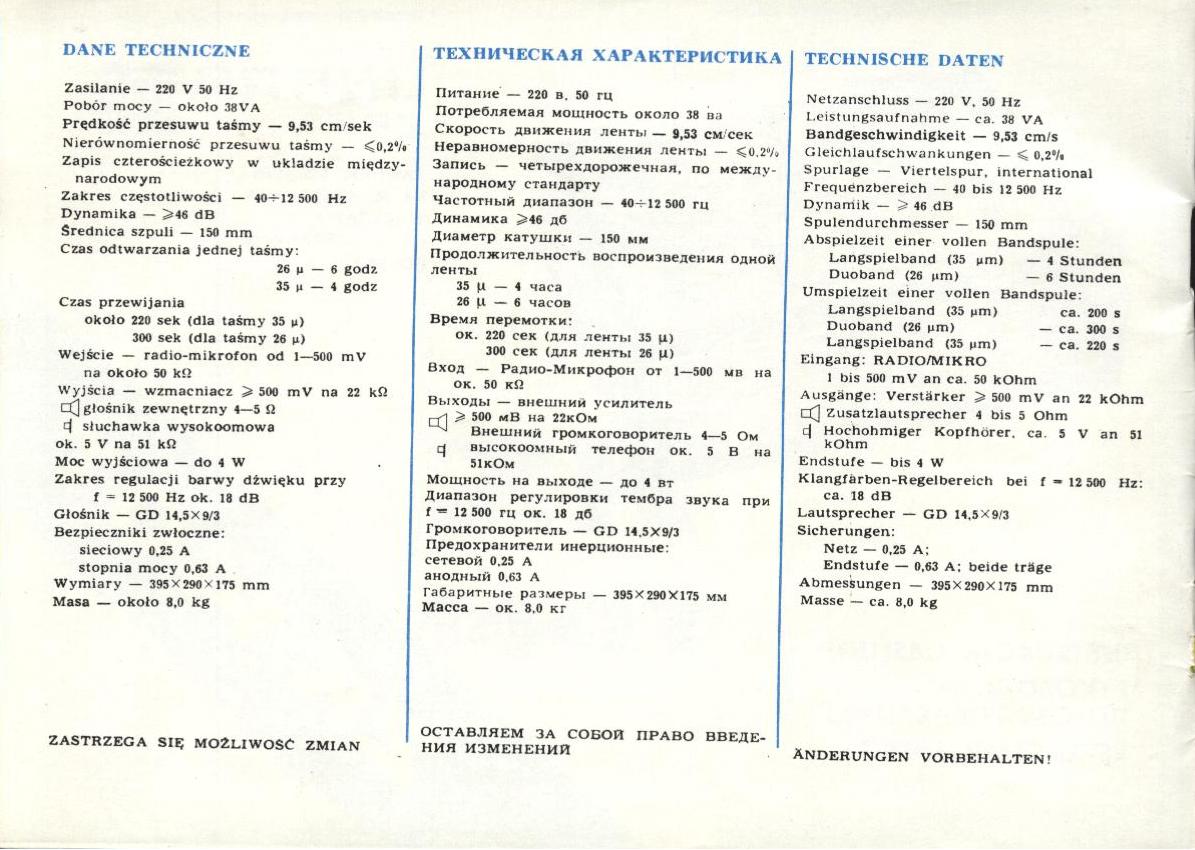 DANE TECHNICZNE
Zasilanie — 220 V 50 Hz
Pobór mocy — około 38VA
Prędkość przesuwu taśmy — 9,53 cm/sek
Nierównomierność przesuwu taśmy — ⩽0,2%
Zapis czterościeżkowy w układzie między-
narodowym
Zakres częstotliwości — 40÷12 500 Hz
Dynamika — ⩾46 dB
Średnica szpuli — 150 mm
Czas odtwarzania jednej taśmy:
26 μ — 6 godz
35 μ — 4 godz
Czas przewijania
około 220 sek (dla taśmy 35 μ)
300 sek (dla taśmy 26 μ)
Wejście — radio-mikrofon od 1—500 mV
na około 50 kΩ
Wyjścia — wzmacniacz ⩾ 500 mV na 22 kΩ
głośnik zewnętrzny 4—5 Ω
słuchawka wysokoomowa
ok. 5 V na 51 kΩ
Moc wyjściowa — do 4 W
Zakres regulacji barwy dźwięku przy
f = 12 500 Hz ok. 18 dB
Głośnik — GD 14,5×9/3
Bezpieczniki zwłoczne:
sieciowy 0,25 A
stopnia mocy 0,63 A
Wymiary — 395×290×175 mm
Masa — około 8,0 kg
ZASTRZEGA SIĘ MOŻLIWOŚĆ ZMIAN
ТЕХНИЧЕСКАЯ ХАРАКТЕРИСТИКА
Питание — 220 в, 50 гц
Потребляемая мощность около 38 ва
Скорость движения ленты — 9,53 см/сек
Неравномерность движения ленты — ⩽0,2%
Запись — четырехдорожечная, по между-
народному стандарту
Частотный диапазон — 40÷12 500 гц
Динамика ⩾46 дб
Диаметр катушки — 150 мм
Продолжительность воспроизведения одной
ленты
35 μ — 4 часа
26 μ — 6 часов
Время перемотки:
ок. 220 сек (для ленты 35 μ)
300 сек (для ленты 26 μ)
Вход — Радио-Микрофон от 1—500 мв на
ок. 50 кΩ
Выходы — внешний усилитель
⩾ 500 мВ на 22кОм
Внешний громкоговоритель 4—5 Ом
высокоомный телефон ок. 5 В на
51кОм
Мощность на выходе — до 4 вт
Диапазон регулировки тембра звука при
f = 12 500 гц ок. 18 дб
Громкоговоритель — GD 14,5×9/3
Предохранители инерционные:
сетевой 0,25 А
анодный 0,63 А
Габаритные размеры — 395×290×175 мм
Масса — ок. 8,0 кг
ОСТАВЛЯЕМ ЗА СОБОЙ ПРАВО ВВЕДЕ-
НИЯ ИЗМЕНЕНИЙ
TECHNISCHE DATEN
Netzanschluss — 220 V, 50 Hz
Leistungsaufnahme — ca. 38 VA
Bandgeschwindigkeit — 9,53 cm/s
Gleichlaufschwankungen — ⩽ 0,2%
Spurlage — Viertelspur, international
Frequenzbereich — 40 bis 12 500 Hz
Dynamik — ⩾ 46 dB
Spulendurchmesser — 150 mm
Abspielzeit einer vollen Bandspule:
Langspielband (35 μm) — 4 Stunden
Duoband (26 μm) — 6 Stunden
Umspielzeit einer vollen Bandspule:
Langspielband (35 μm) ca. 200 s
Duoband (26 μm) — ca. 300 s
Langspielband (35 μm) — ca. 220 s
Eingang: RADIO/MIKRO
1 bis 500 mV an ca. 50 kOhm
Ausgänge: Verstärker ⩾ 500 mV an 22 kOhm
Zusatzlautsprecher 4 bis 5 Ohm
Hochohmiger Kopfhörer, ca. 5 V an 51
kOhm
Endstufe — bis 4 W
Klangfarben-Regelbereich bei f = 12 500 Hz:
ca. 18 dB
Lautsprecher — GD 14,5×9/3
Sicherungen:
Netz — 0,25 A;
Endstufe — 0,63 A; beide träge
Abmessungen — 395×290×175 mm
Masse — ca. 8,0 kg
ÄNDERUNGEN VORBEHALTEN!